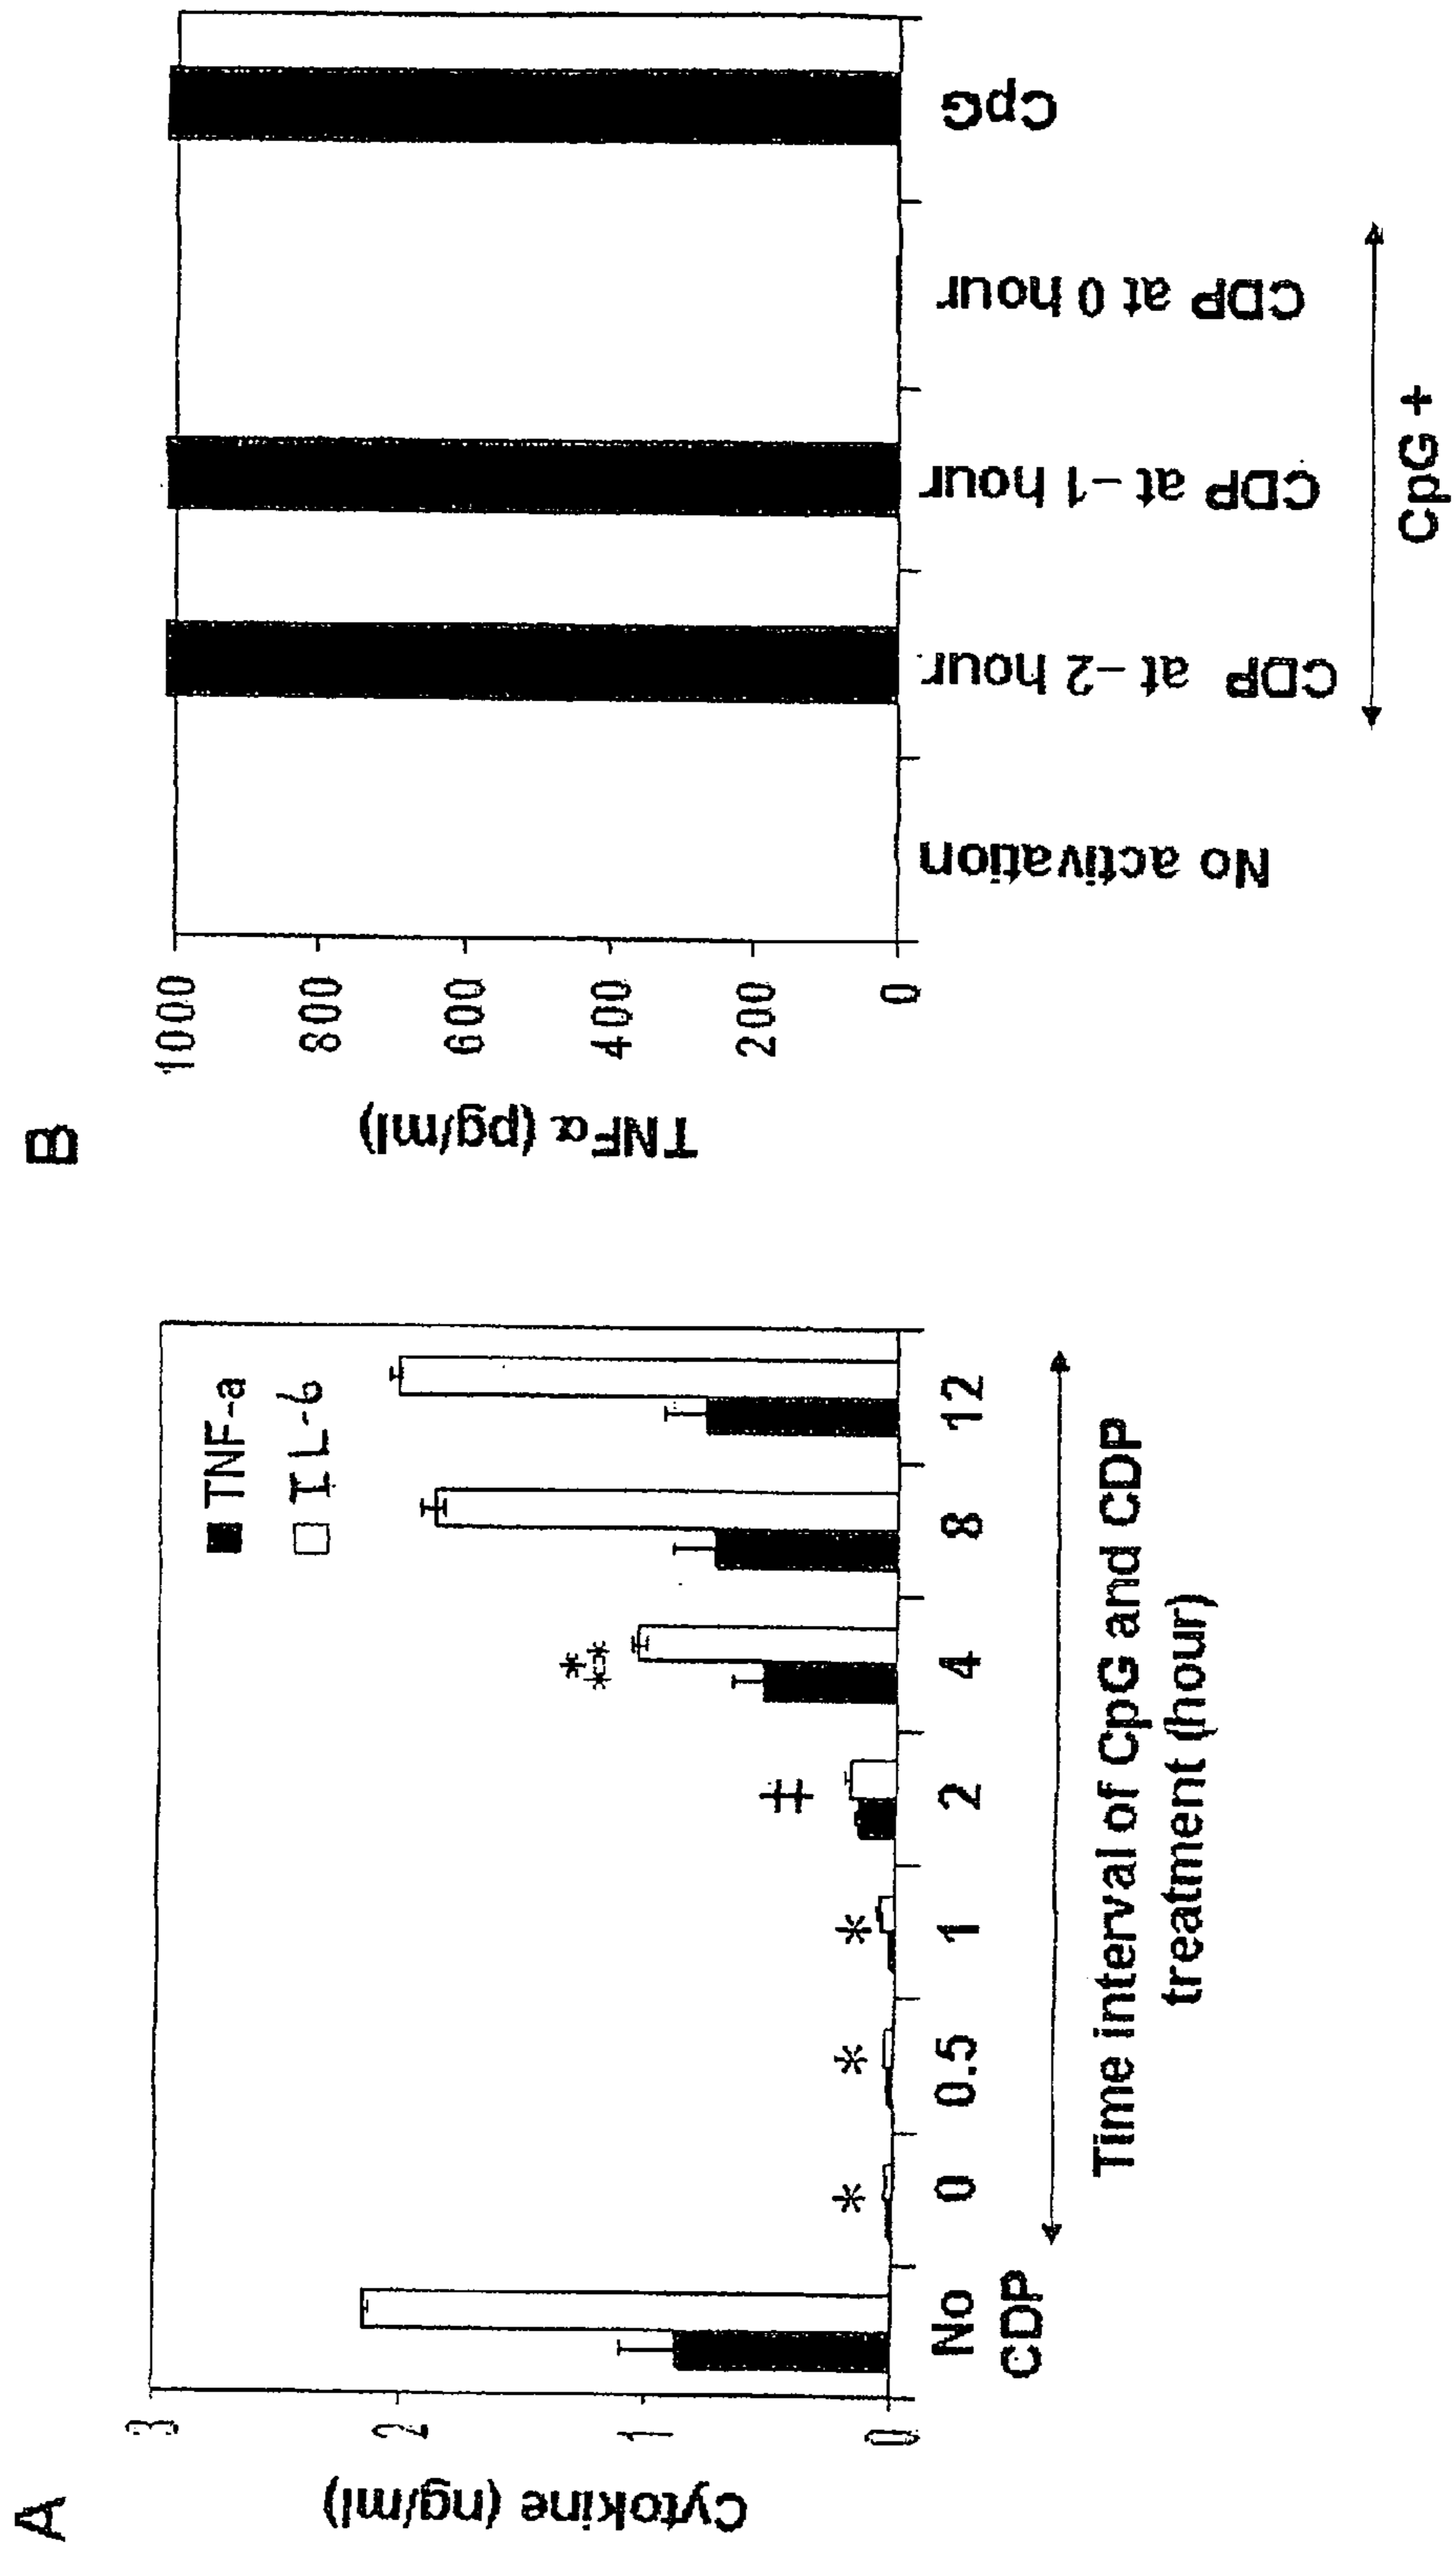 A
Cytokine (ng/ml)
3
2
1
0
TNF-a
IL-6
*
*
*
‡
*
**
No
CDP
0
0.5
1
2
4
8
12
Time interval of CpG and CDP
treatment (hour)
B
TNFα (pg/ml)
1000
800
600
400
200
0
No activation
CDP at -2 hour
CDP at -1 hour
CDP at 0 hour
CpG
CpG +